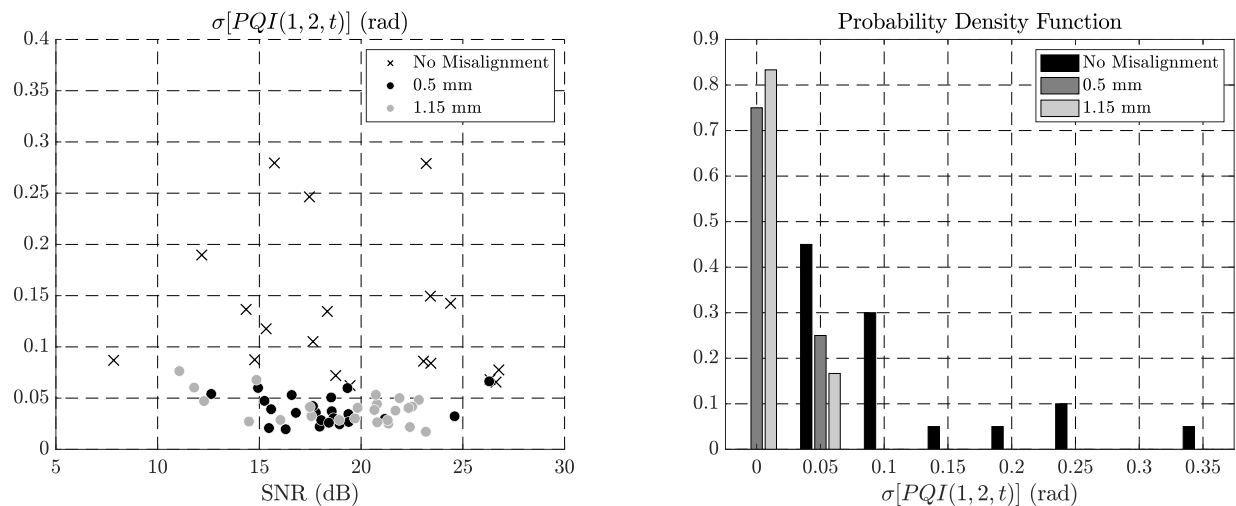 σ[PQI(1, 2, t)] (rad)
0.4
0.35
0.3
0.25
0.2
0.15
0.1
0.05
0
5 10 15 20 25 30
SNR (dB)
No Misalignment
0.5 mm
1.15 mm
Probability Density Function
0.9
0.8
0.7
0.6
0.5
0.4
0.3
0.2
0.1
0
0 0.05 0.1 0.15 0.2 0.25 0.3 0.35
σ[PQI(1, 2, t)] (rad)
No Misalignment
0.5 mm
1.15 mm